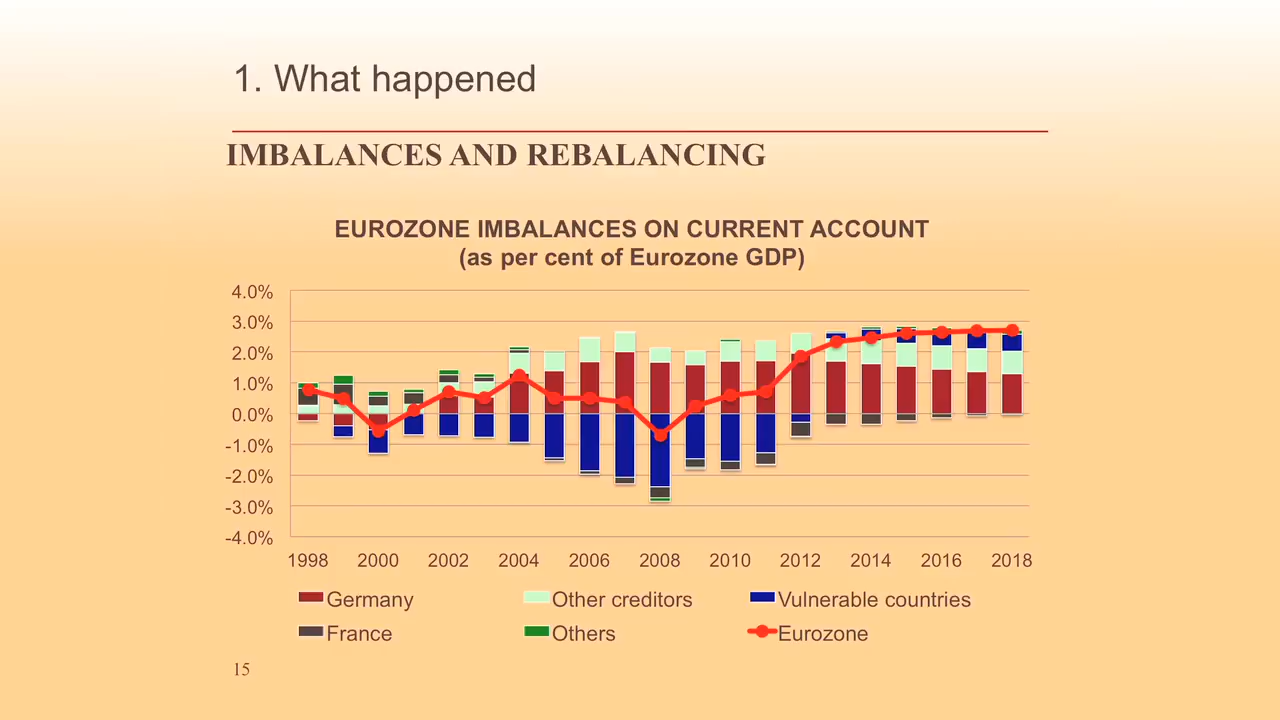 1. What happened
IMBALANCES AND REBALANCING
EUROZONE IMBALANCES ON CURRENT ACCOUNT
(as per cent of Eurozone GDP)
4.0%
3.0%
2.0%
1.0%
0.0%
-1.0%
-2.0%
-3.0%
-4.0%
1998 2000 2002 2004 2006 2008 2010 2012 2014 2016 2018
Germany Other creditors Vulnerable countries
France Others Eurozone
15